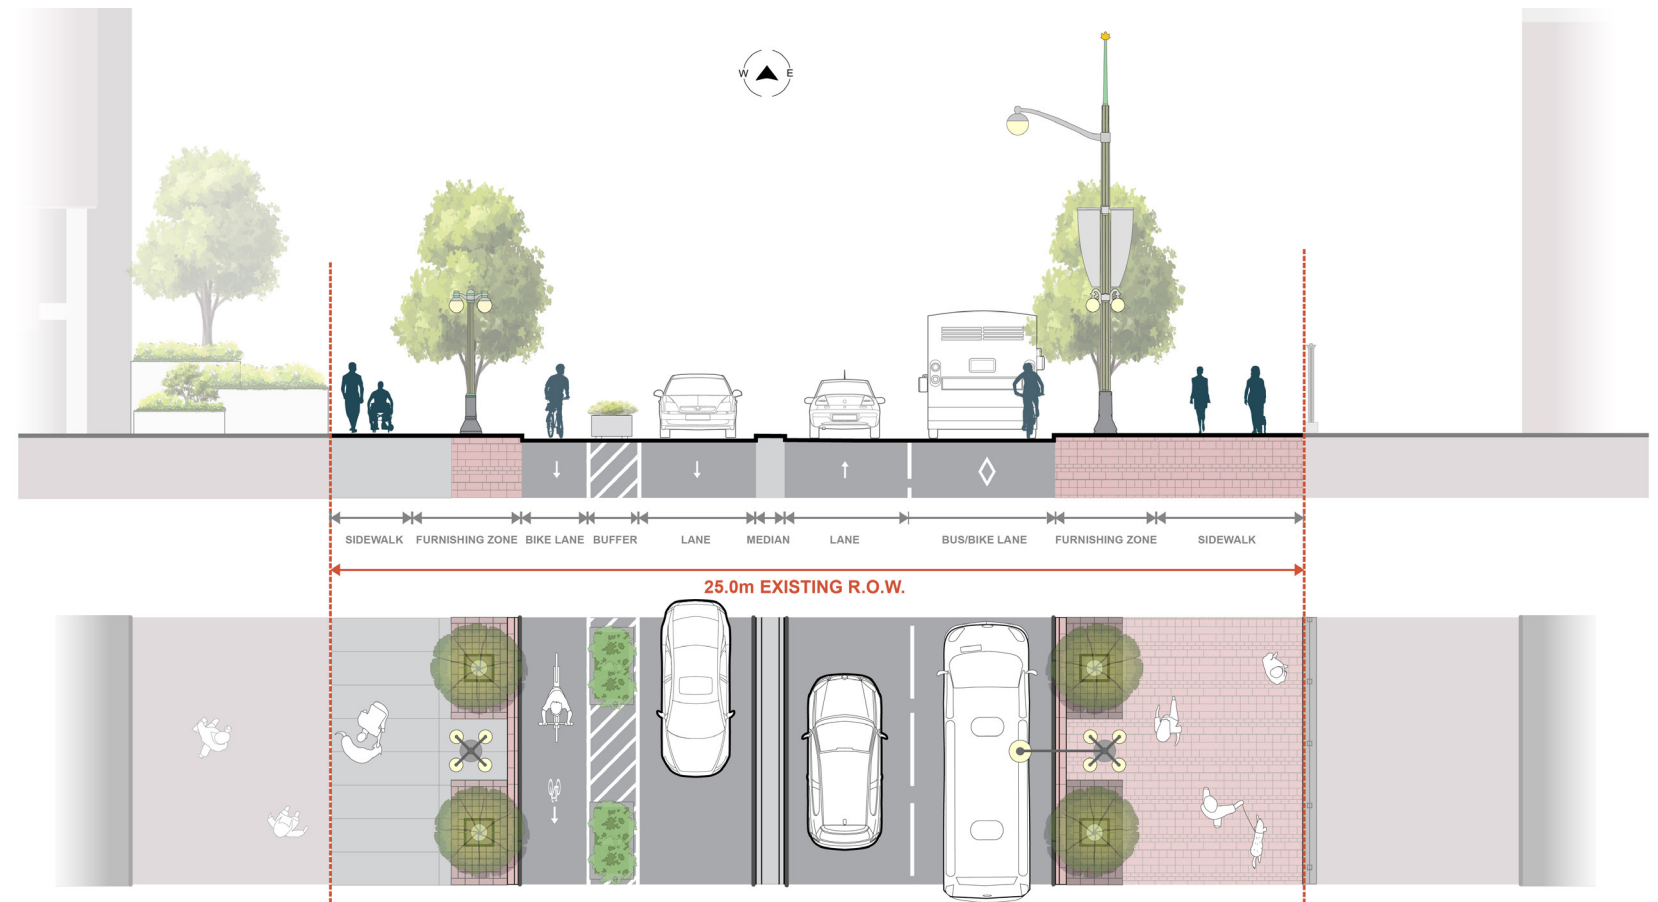 W E
SIDEWALK FURNISHING ZONE BIKE LANE BUFFER LANE MEDIAN LANE BUS/BIKE LANE FURNISHING ZONE SIDEWALK
25.0m EXISTING R.O.W.